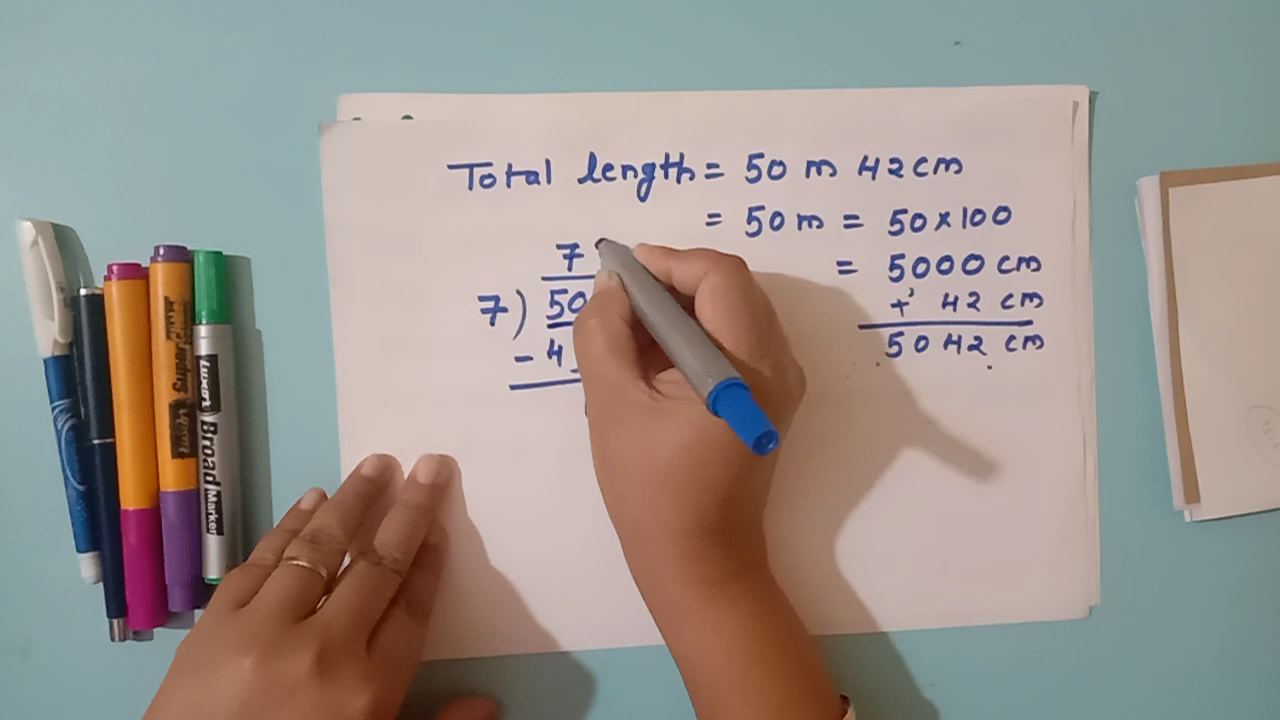 Total length = 50 m 42 cm
= 50 m = 50 × 100
= 5000 cm
+ 42 cm
5042 cm
7
7 ) 50
- 4
Luxor Broad Marker